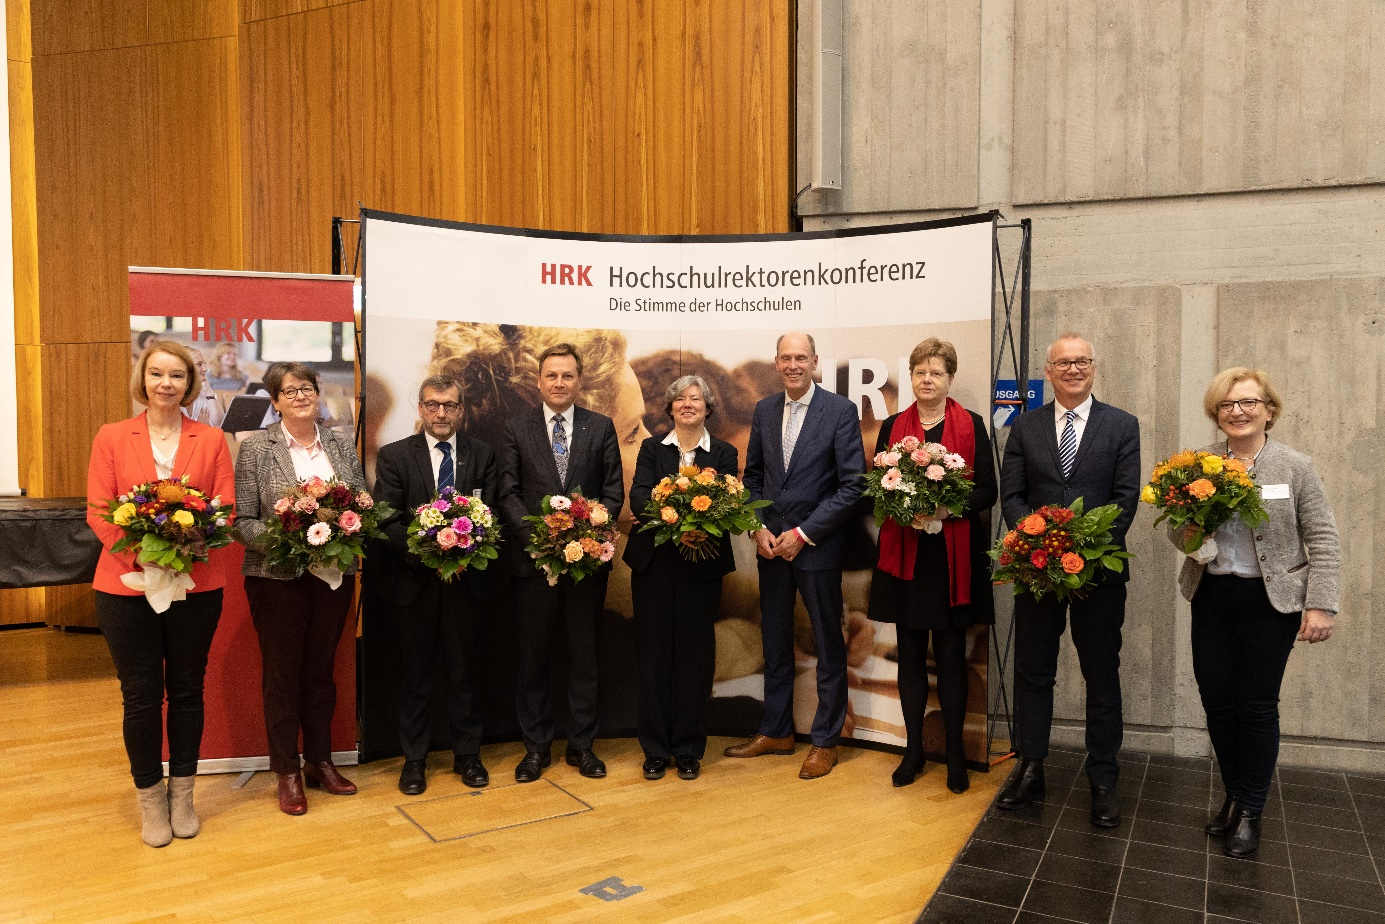 HRK Hochschulrektorenkonferenz
Die Stimme der Hochschulen
HRK
HRK
USGANG